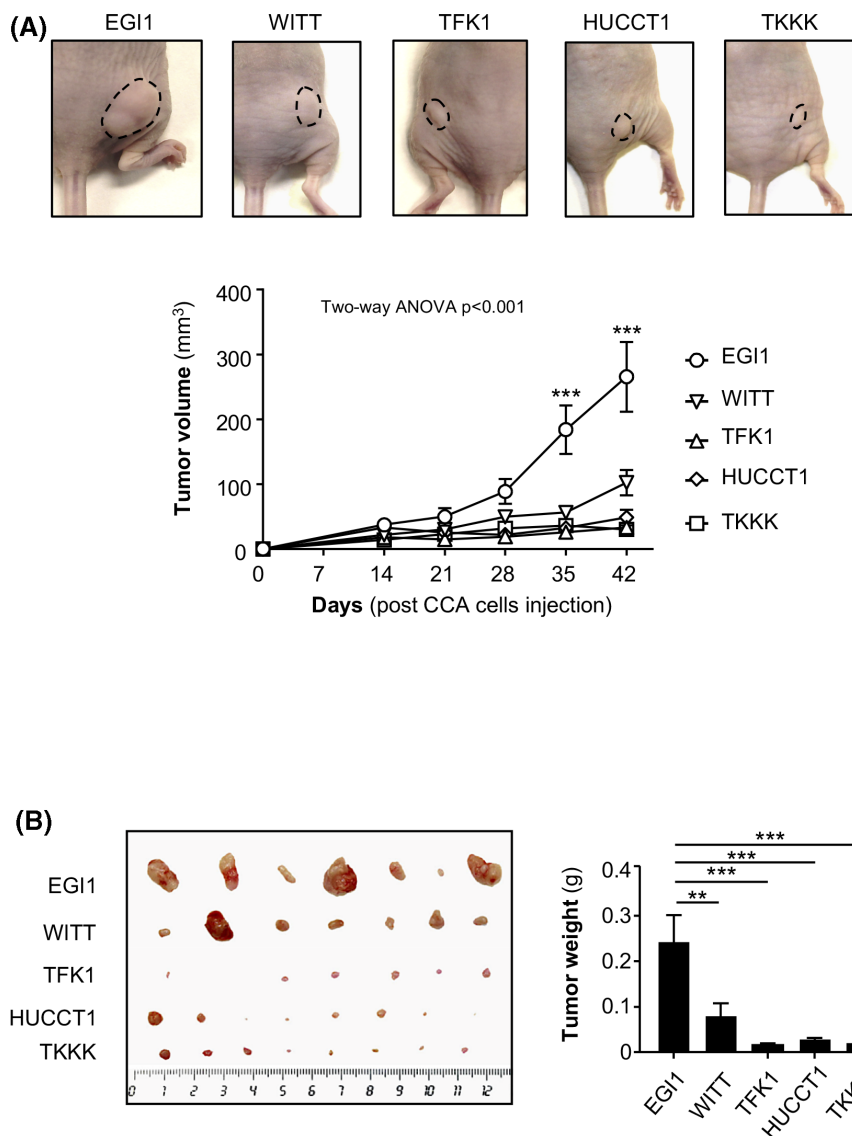 (A)
EGI1 WITT TFK1 HUCCT1 TKKK
400
300
200
100
0
Tumor volume (mm³)
Two-way ANOVA p<0.001
***
***
EGI1
WITT
TFK1
HUCCT1
TKKK
0 7 14 21 28 35 42
Days (post CCA cells injection)
(B)
EGI1
WITT
TFK1
HUCCT1
TKKK
0 1 2 3 4 5 6 7 8 9 10 11 12
***
***
***
**
0.4
0.3
0.2
0.1
0
Tumor weight (g)
EGI1 WITT TFK1 HUCCT1 TKK